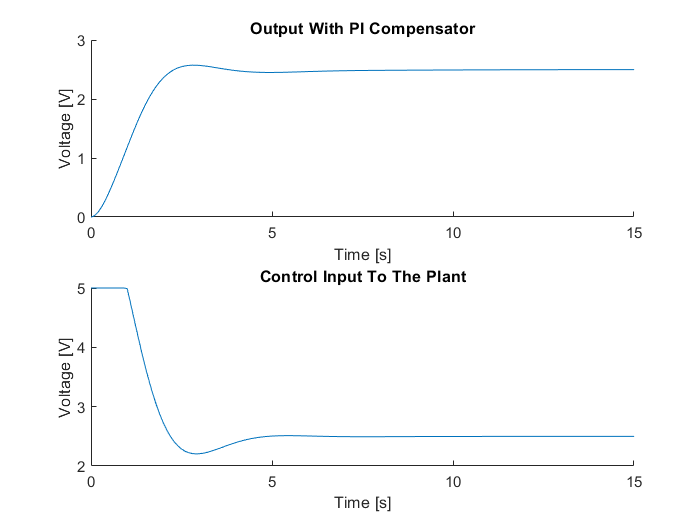 Output With PI Compensator
3
2
1
0
Voltage [V]
0
5
10
15
Time [s]
Control Input To The Plant
5
4
3
2
Voltage [V]
0
5
10
15
Time [s]